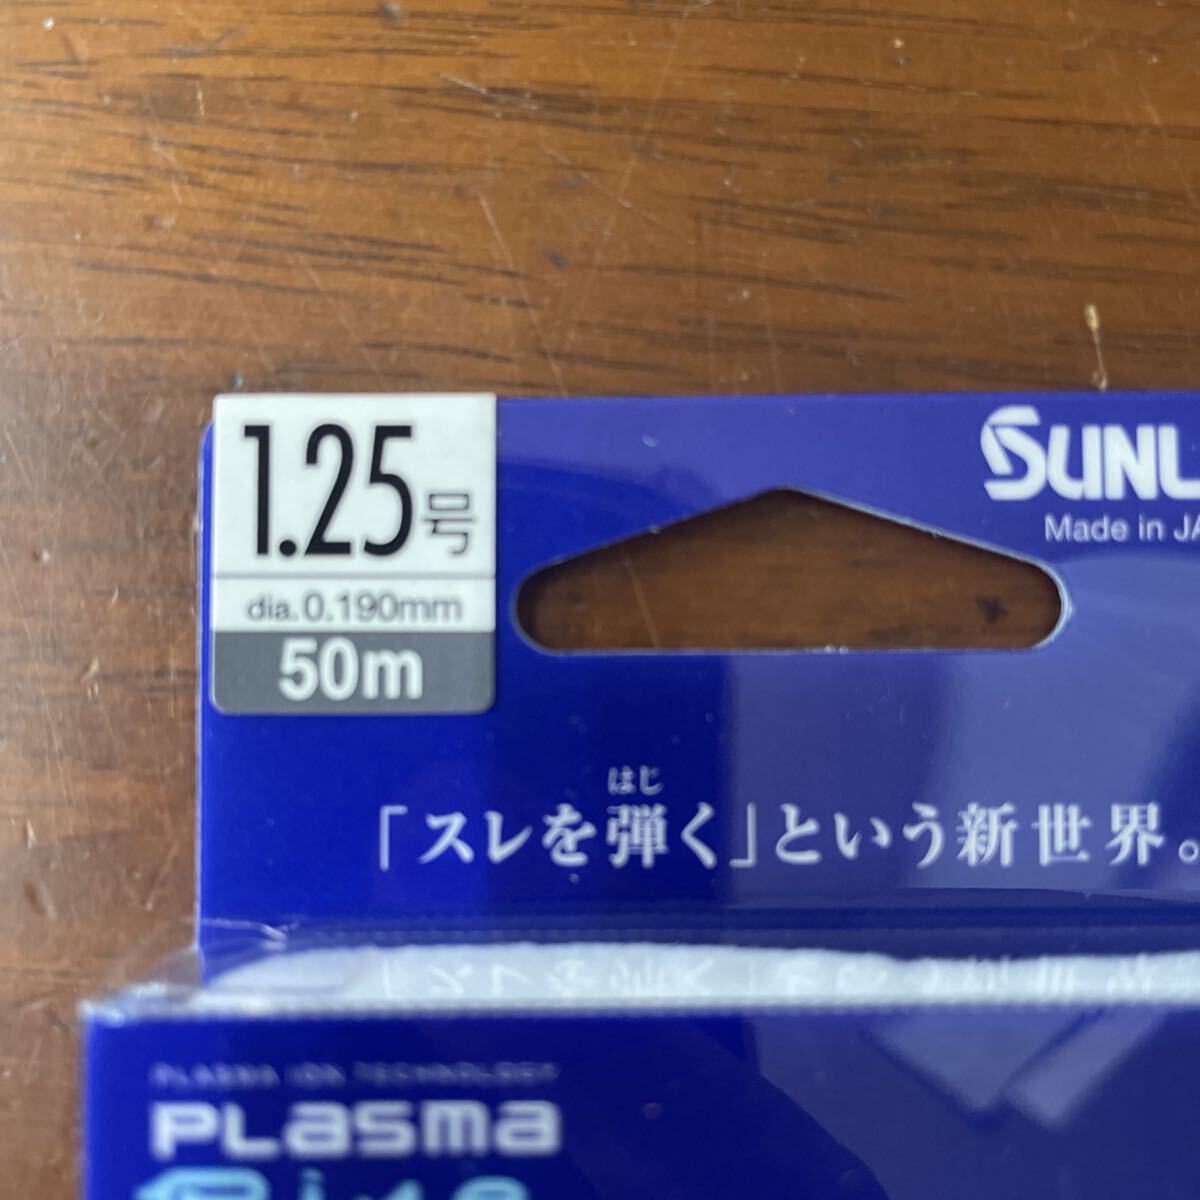 1.25号
dia.0.190mm
50m
SUNL
Made in JA
はじ
「スレを弾く」という新世界。
PLASMA ION TECHNOLOGY
PLasma